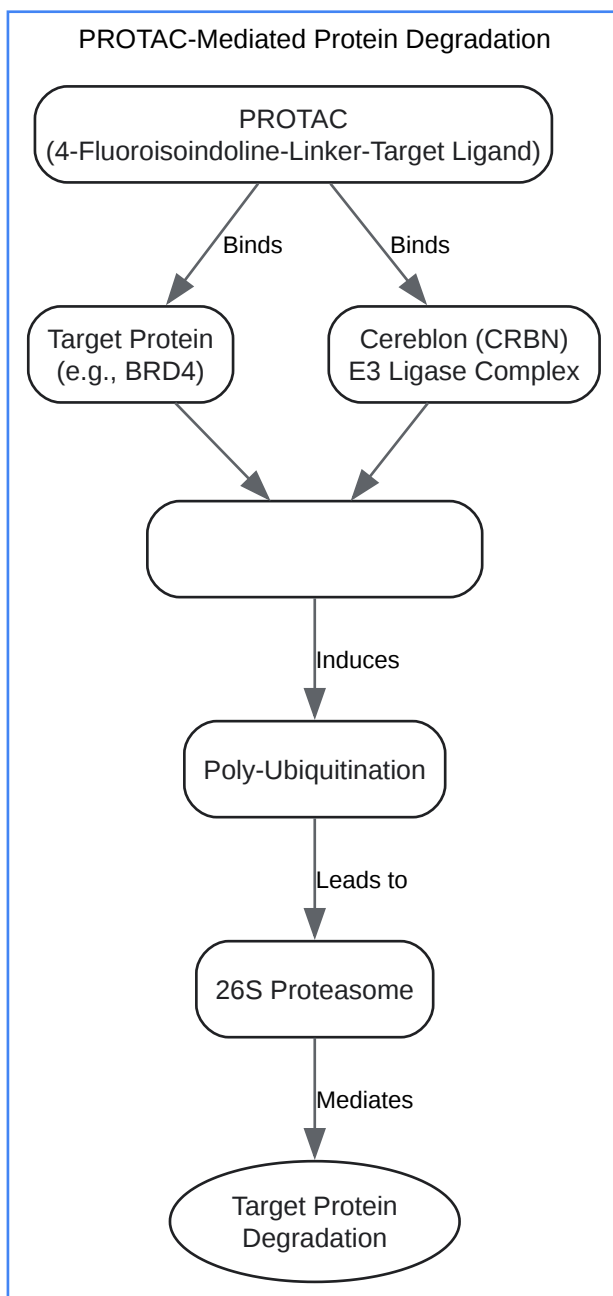 PROTAC-Mediated Protein Degradation
PROTAC
(4-Fluoroisoindoline-Linker-Target Ligand)
Binds
Binds
Target Protein
(e.g., BRD4)
Cereblon (CRBN)
E3 Ligase Complex
Induces
Poly-Ubiquitination
Leads to
26S Proteasome
Mediates
Target Protein
Degradation